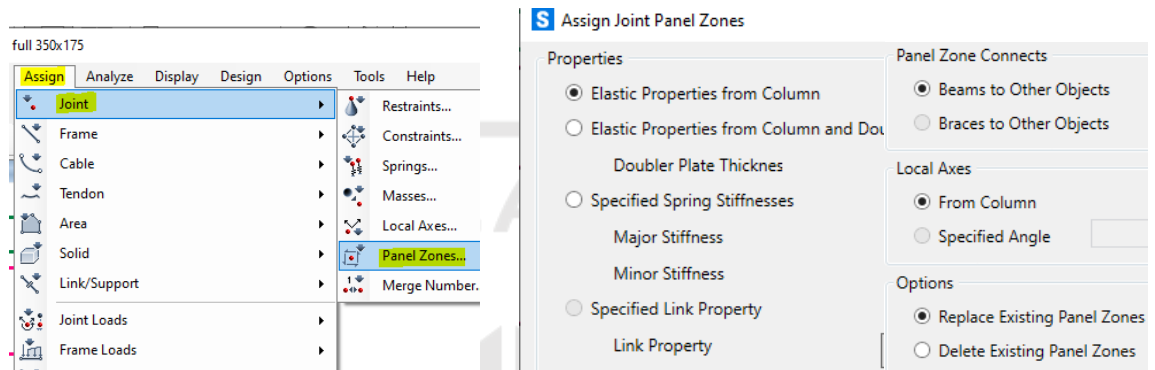 full 350x175
Assign Analyze Display Design Options Tools Help
Joint
Frame
Cable
Tendon
Area
Solid
Link/Support
Joint Loads
Frame Loads
Restraints...
Constraints...
Springs...
Masses...
Local Axes...
Panel Zones...
Merge Number.
S Assign Joint Panel Zones
Properties
Elastic Properties from Column
Elastic Properties from Column and Dou
Doubler Plate Thicknes
Specified Spring Stiffnesses
Major Stiffness
Minor Stiffness
Specified Link Property
Link Property
Panel Zone Connects
Beams to Other Objects
Braces to Other Objects
Local Axes
From Column
Specified Angle
Options
Replace Existing Panel Zones
Delete Existing Panel Zones